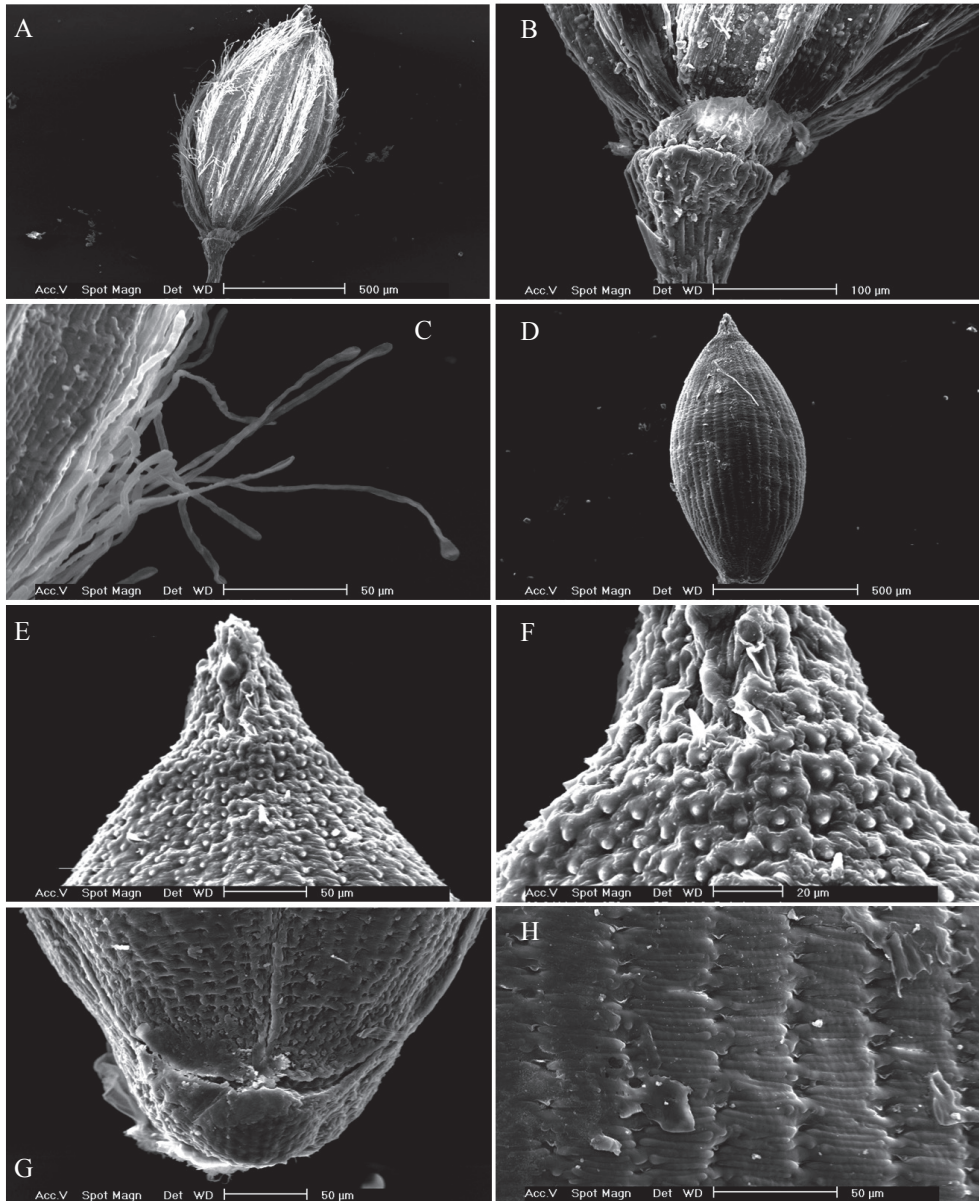 A
Acc.V Spot Magn Det WD 500 µm
B
Acc.V Spot Magn Det WD 100 µm
C
Acc.V Spot Magn Det WD 50 µm
D
Acc.V Spot Magn Det WD 500 µm
E
Acc.V Spot Magn Det WD 50 µm
F
Acc.V Spot Magn Det WD 20 µm
G
Acc.V Spot Magn Det WD 50 µm
H
Acc.V Spot Magn Det WD 50 µm